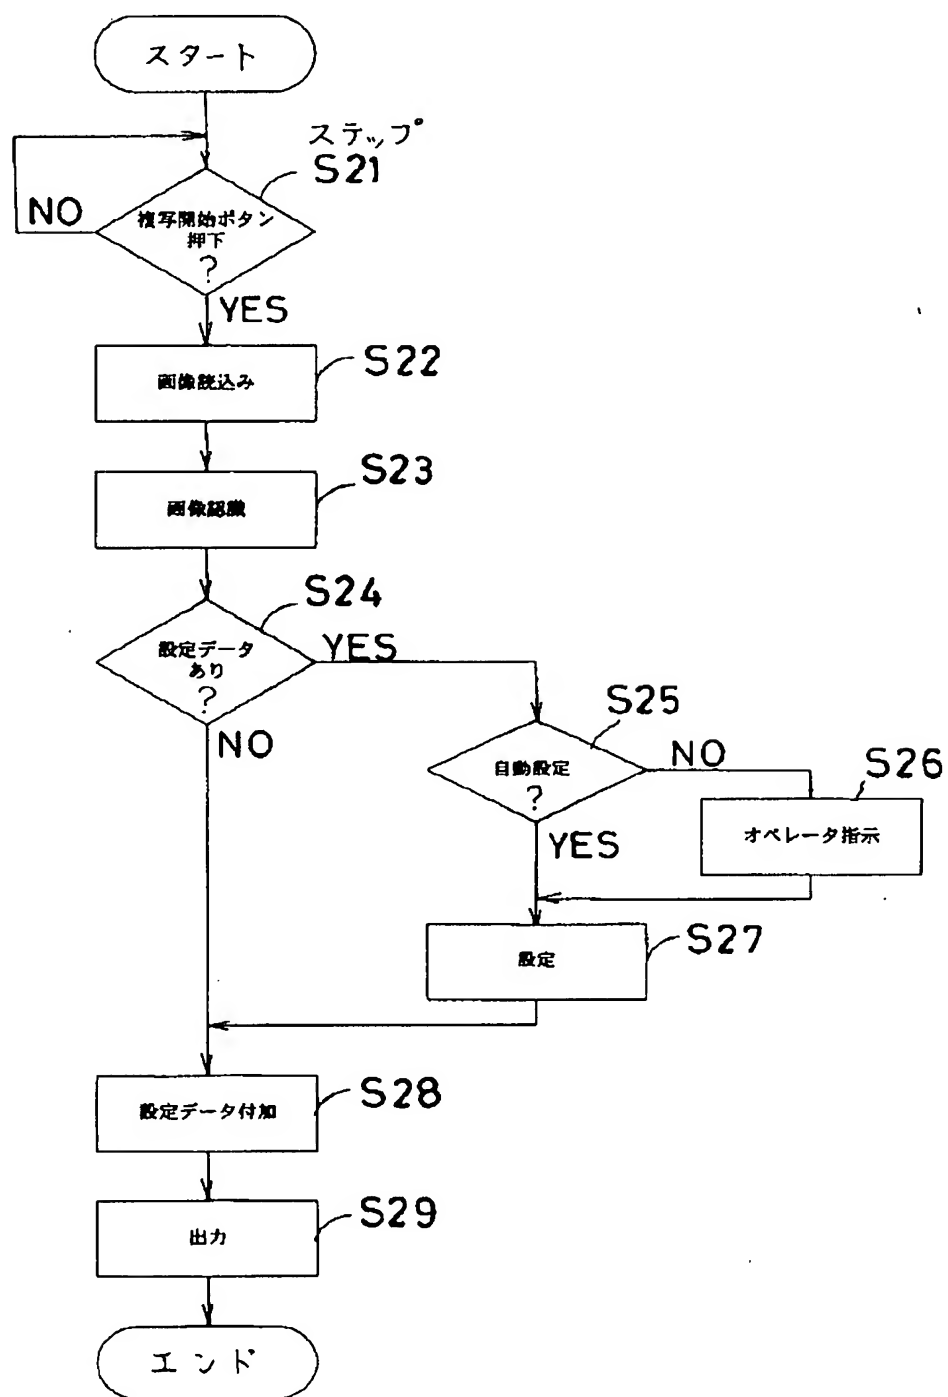 スタート
ステップ
S21
NO
複写開始ボタン
押下
?
YES
画像読込み
S22
画像認識
S23
S24
設定データ
あり
?
YES
NO
S25
自動設定
?
NO
YES
S26
オペレータ指示
設定
S27
設定データ付加
S28
出力
S29
エンド